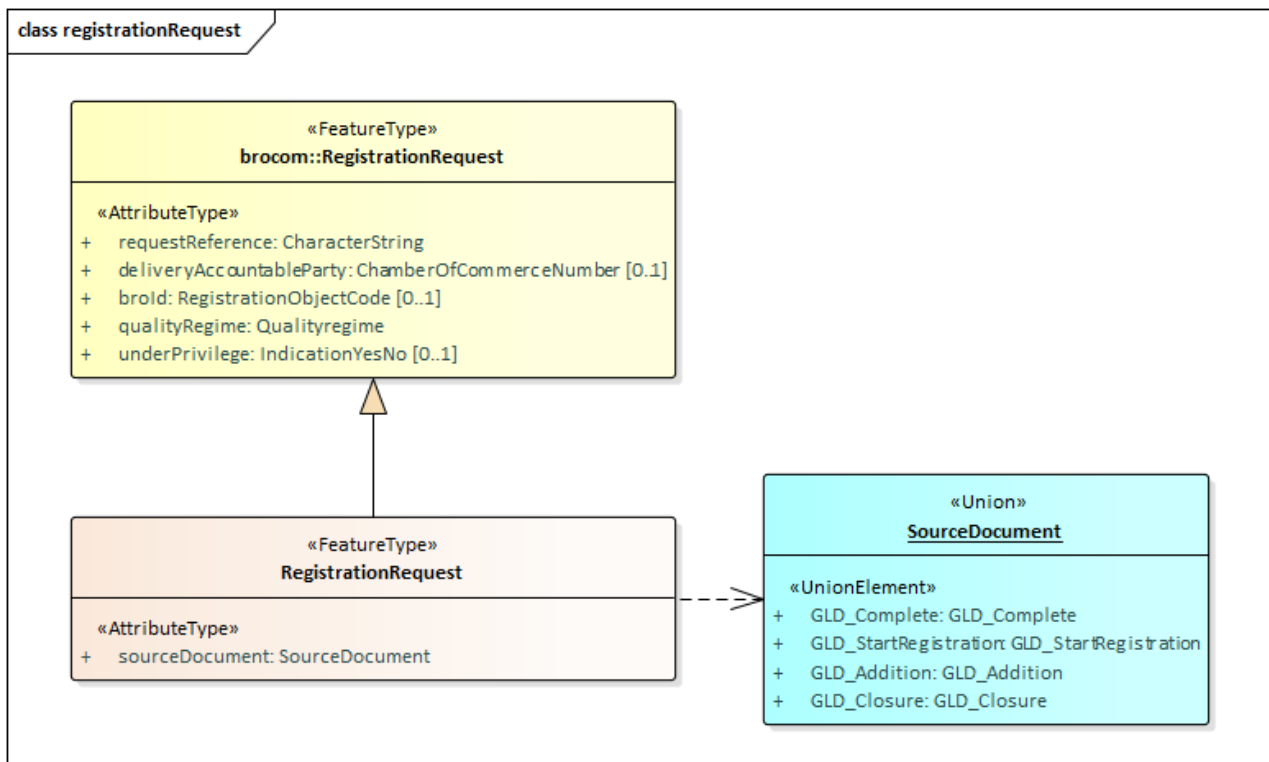 class registrationRequest
«FeatureType»
brocom::RegistrationRequest
«AttributeType»
+ requestReference: CharacterString
+ deliveryAccountableParty: ChamberOfCommerceNumber [0.1]
+ broId: RegistrationObjectCode [0..1]
+ qualityRegime: Qualityregime
+ underPrivilege: IndicationYesNo [0..1]
«FeatureType»
RegistrationRequest
«AttributeType»
+ sourceDocument: SourceDocument
«Union»
SourceDocument
«UnionElement»
+ GLD_Complete: GLD_Complete
+ GLD_StartRegistration: GLD_StartRegistration
+ GLD_Addition: GLD_Addition
+ GLD_Closure: GLD_Closure